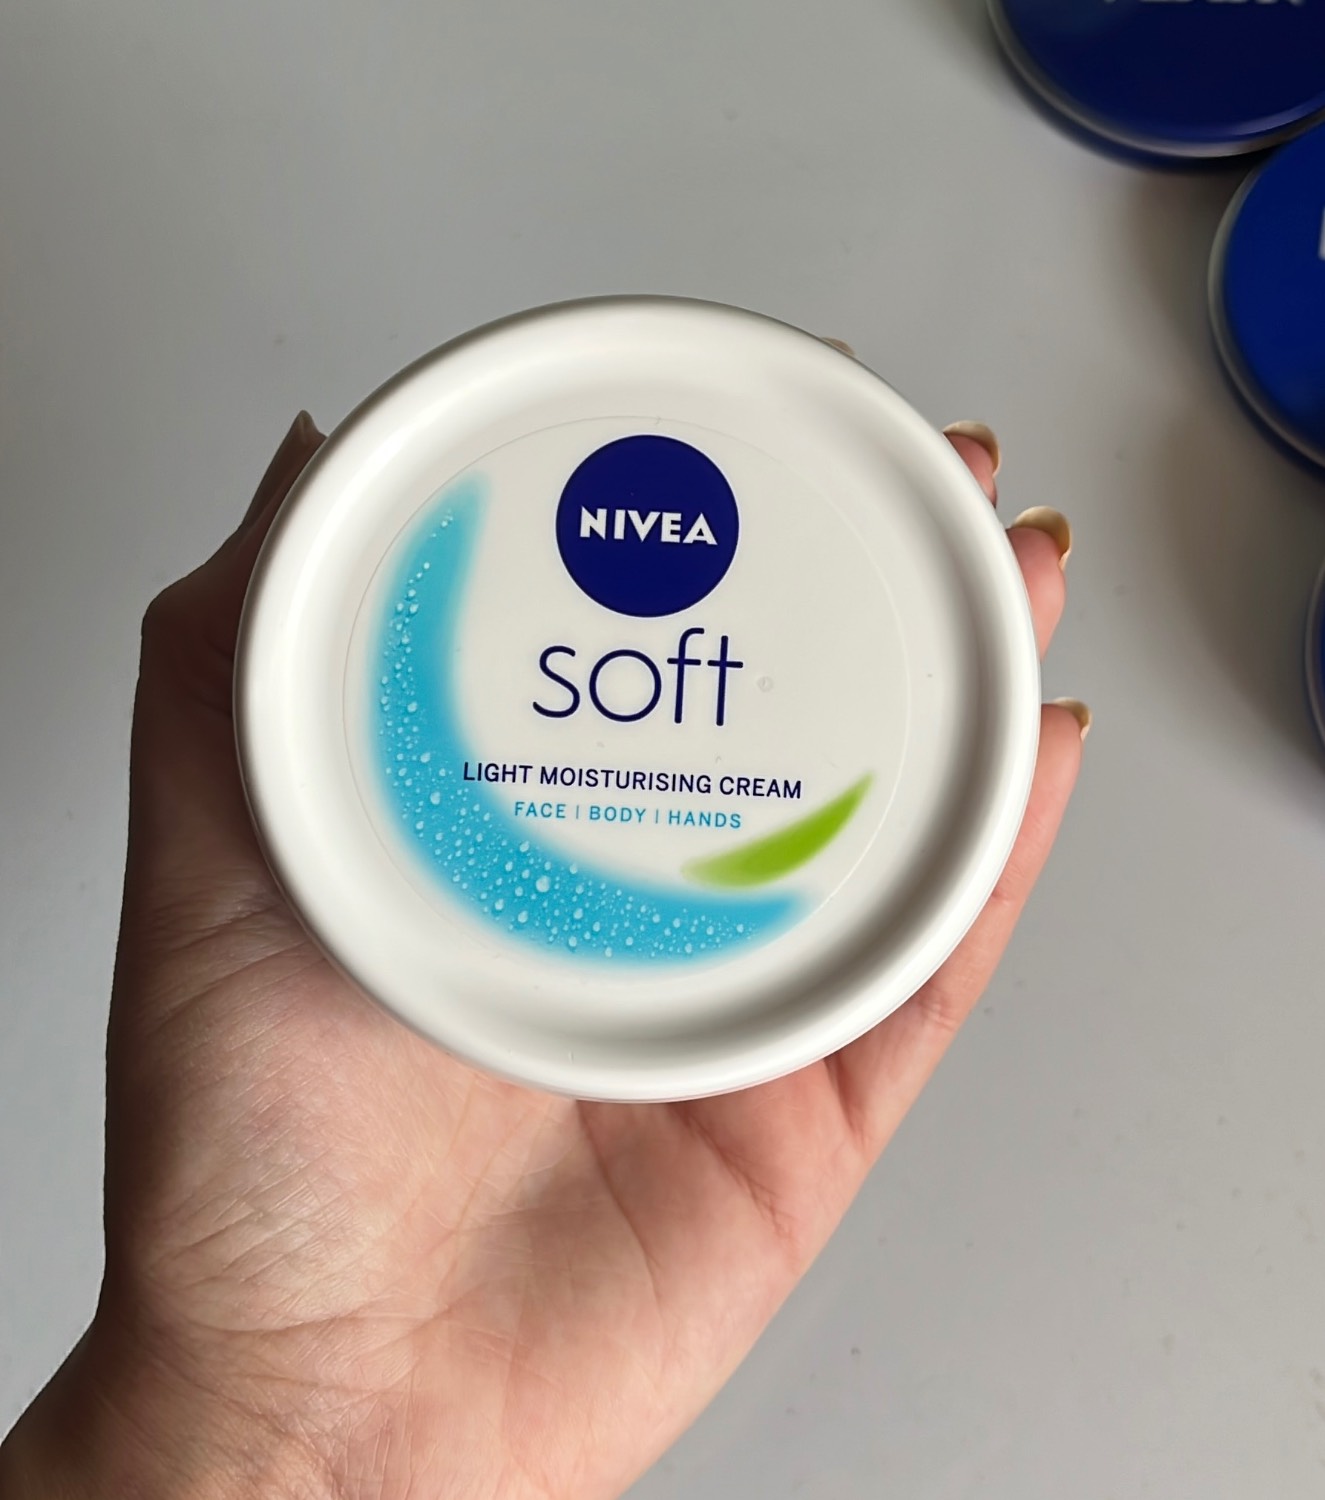 NIVEA
soft
LIGHT MOISTURISING CREAM
FACE | BODY | HANDS